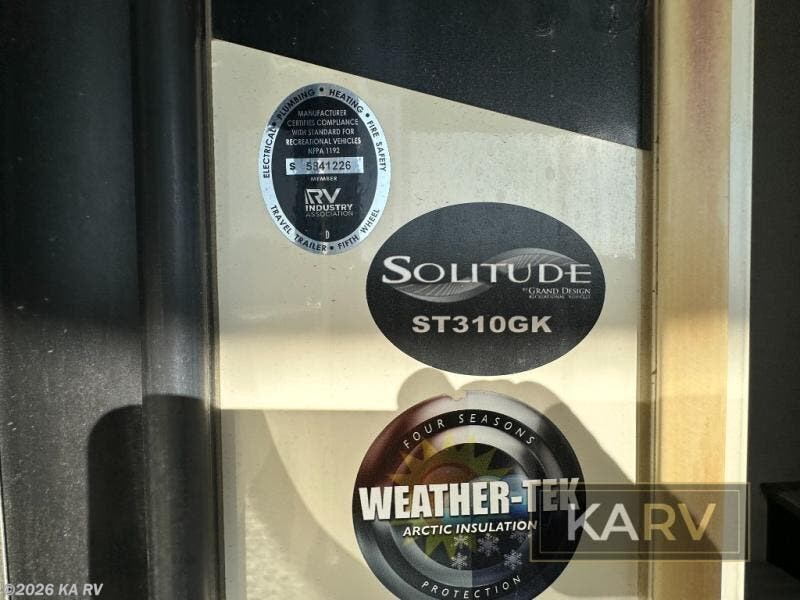 ELECTRICAL • PLUMBING • HEATING • FIRE SAFETY
MANUFACTURER
CERTIFIES COMPLIANCE
WITH STANDARD FOR
RECREATIONAL VEHICLES
NFPA 1192
S 5841226
MEMBER
RV
INDUSTRY
ASSOCIATION
D
TRAVEL TRAILER • FIFTH WHEEL
SOLITUDE
BY GRAND DESIGN
RECREATIONAL VEHICLES
ST310GK
FOUR SEASONS
WEATHER-TEK
ARCTIC INSULATION
PROTECTION
KARV
©2026 KA RV